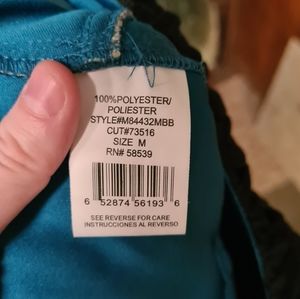 100%POLYESTER/
POLIESTER
STYLE#M84432MBB
CUT#73516
SIZE M
RN# 58539
6 52874 56193 6
SEE REVERSE FOR CARE
INSTRUCCIONES AL REVERSO